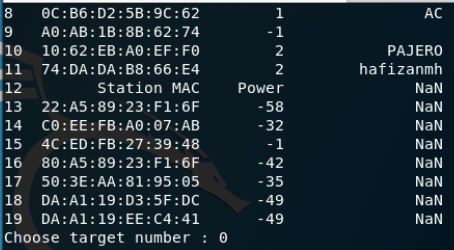 8 0C:B6:D2:5B:9C:62 1 AC
9 A0:AB:1B:8B:62:74 -1
10 10:62:EB:A0:EF:F0 2 PAJERO
11 74:DA:DA:B8:66:E4 2 hafizanmh
12 Station MAC Power NaN
13 22:A5:89:23:F1:6F -58 NaN
14 C0:EE:FB:A0:07:AB -32 NaN
15 4C:ED:FB:27:39:48 -1 NaN
16 80:A5:89:23:F1:6F -42 NaN
17 50:3E:AA:81:95:05 -35 NaN
18 DA:A1:19:D3:5F:DC -49 NaN
19 DA:A1:19:EE:C4:41 -49 NaN
Choose target number : 0